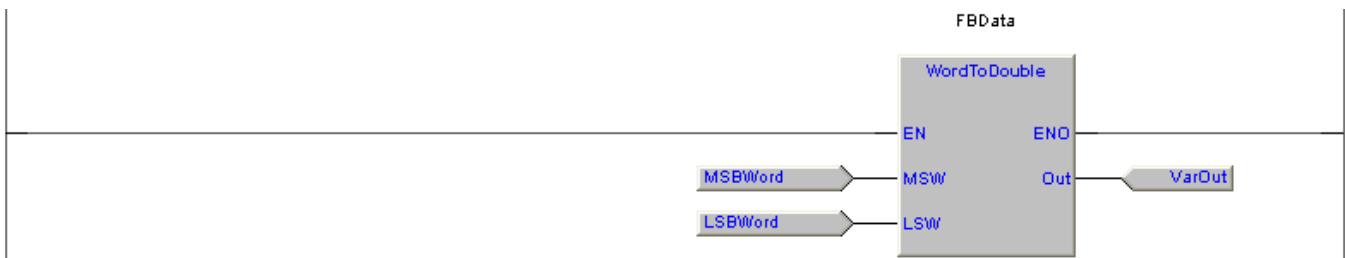 FBData
WordToDouble
EN ENO
MSBWord MSW Out VarOut
LSBWord LSW